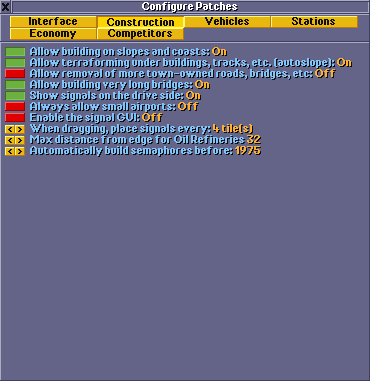 Configure Patches
Interface Construction Vehicles Stations
Economy Competitors
Allow building on slopes and coasts: On
Allow terraforming under buildings, tracks, etc. (autoslope): On
Allow removal of more town-owned roads, bridges, etc: Off
Allow building very long bridges: On
Show signals on the drive side: On
Always allow small airports: Off
Enable the signal GUI: Off
When dragging, place signals every: 4 tile(s)
Max distance from edge for Oil Refineries 32
Automatically build semaphores before: 1975